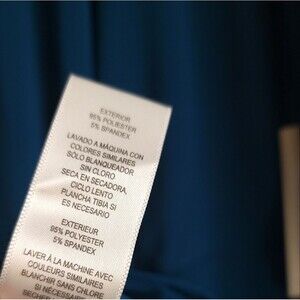 EXTERIOR
95% POLIESTER
5% SPANDEX
LAVADO A MÁQUINA CON
COLORES SIMILARES
SÓLO BLANQUEADOR
SIN CLORO
SECA EN SECADORA,
CICLO LENTO
PLANCHA TIBIA SI
ES NECESARIO
EXTERIEUR
95% POLYESTER
5% SPANDEX
LAVER À LA MACHINE AVEC
COULEURS SIMILAIRES
BLANCHIR SANS CHLORE
SI NÉCESS